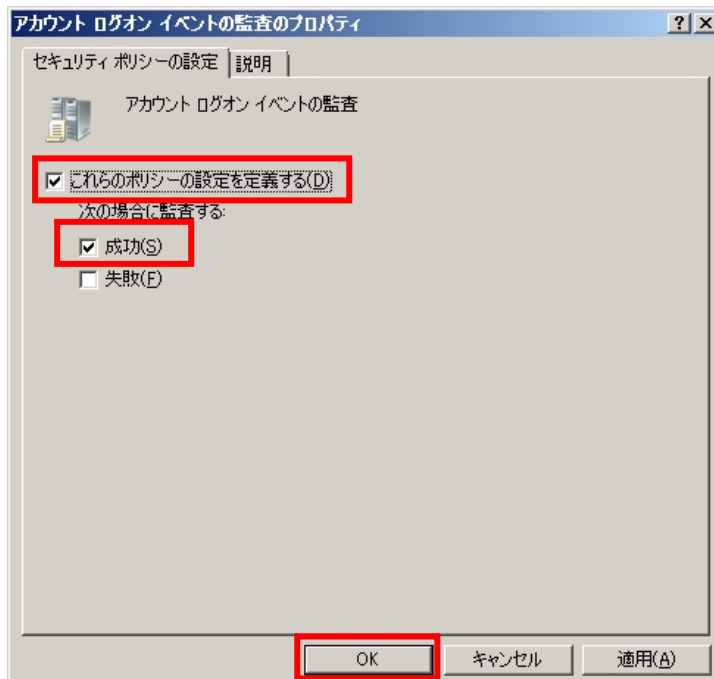 アカウント ログオン イベントの監査のプロパティ
セキュリティ ポリシーの設定 説明
アカウント ログオン イベントの監査
これらのポリシーの設定を定義する(D)
次の場合に監査する:
成功(S)
失敗(F)
OK キャンセル 適用(A)